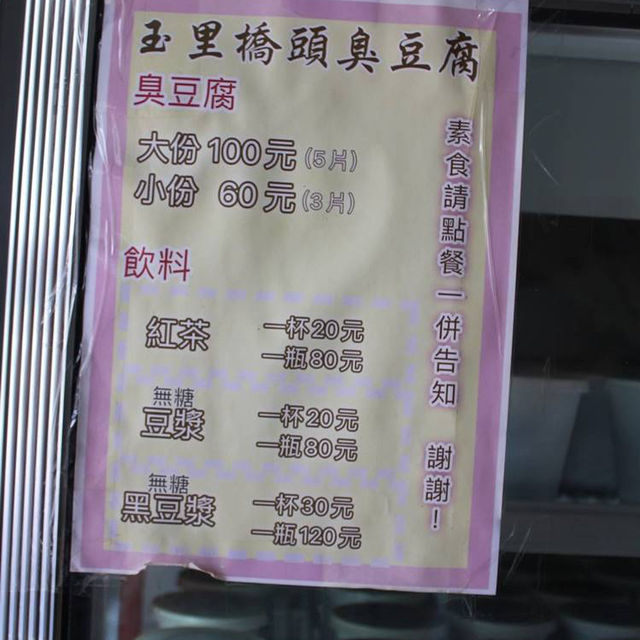 玉里橋頭臭豆腐
臭豆腐
大份 100元 (5片)
小份 60元 (3片)
飲料
紅茶 一杯20元
一瓶80元
無糖
豆漿 一杯20元
一瓶80元
無糖
黑豆漿 一杯30元
一瓶120元
素食請點餐一併告知 謝謝！